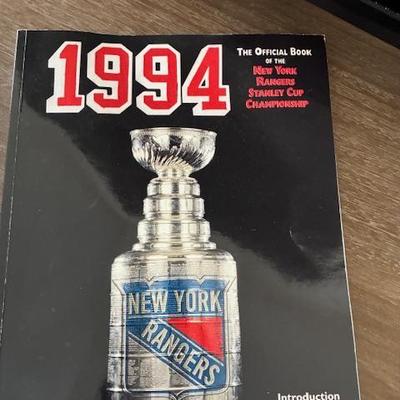 1994
THE OFFICIAL BOOK
OF THE
NEW YORK
RANGERS
STANLEY CUP
CHAMPIONSHIP
NEW YORK
RANGERS
Introduction